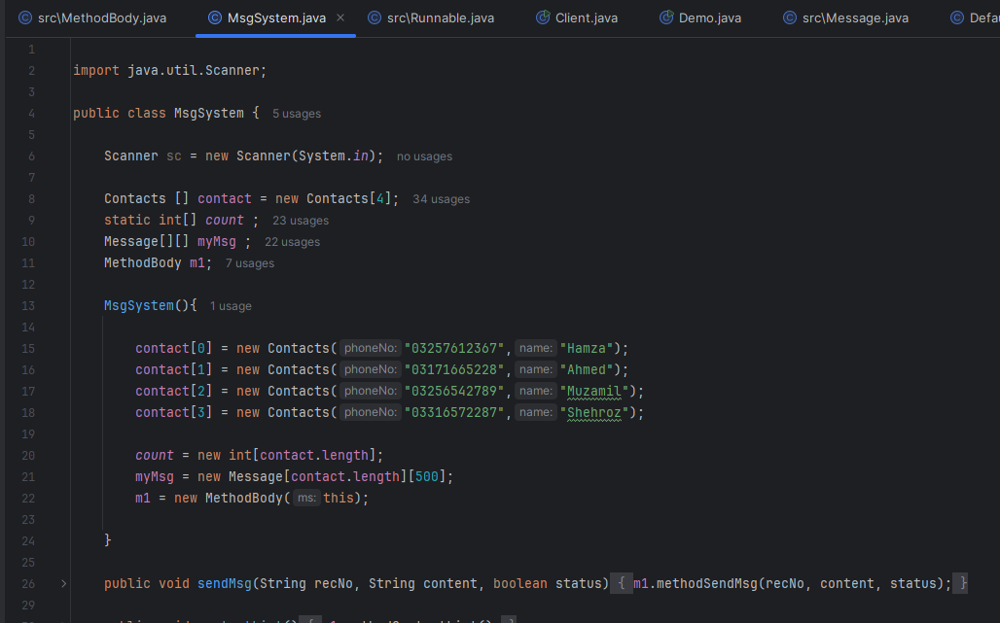 src\MethodBody.java MsgSystem.java × src\Runnable.java Client.java Demo.java src\Message.java Defau
1
2 import java.util.Scanner;
3
4 public class MsgSystem { 5 usages
5
6 Scanner sc = new Scanner(System.in); no usages
7
8 Contacts [] contact = new Contacts[4]; 34 usages
9 static int[] count ; 23 usages
10 Message[][] myMsg ; 22 usages
11 MethodBody m1; 7 usages
12
13 MsgSystem(){ 1 usage
14
15 contact[0] = new Contacts( phoneNo: "03257612367", name: "Hamza");
16 contact[1] = new Contacts( phoneNo: "03171665228", name: "Ahmed");
17 contact[2] = new Contacts( phoneNo: "03256542789", name: "Muzamil");
18 contact[3] = new Contacts( phoneNo: "03316572287", name: "Shehroz");
19
20 count = new int[contact.length];
21 myMsg = new Message[contact.length][500];
22 m1 = new MethodBody( ms: this);
23
24 }
25
26 public void sendMsg(String recNo, String content, boolean status) { m1.methodSendMsg(recNo, content, status); }
29